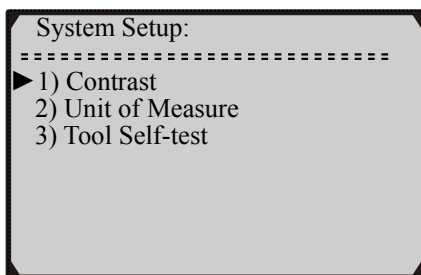 System Setup:
============================
►1) Contrast
2) Unit of Measure
3) Tool Self-test